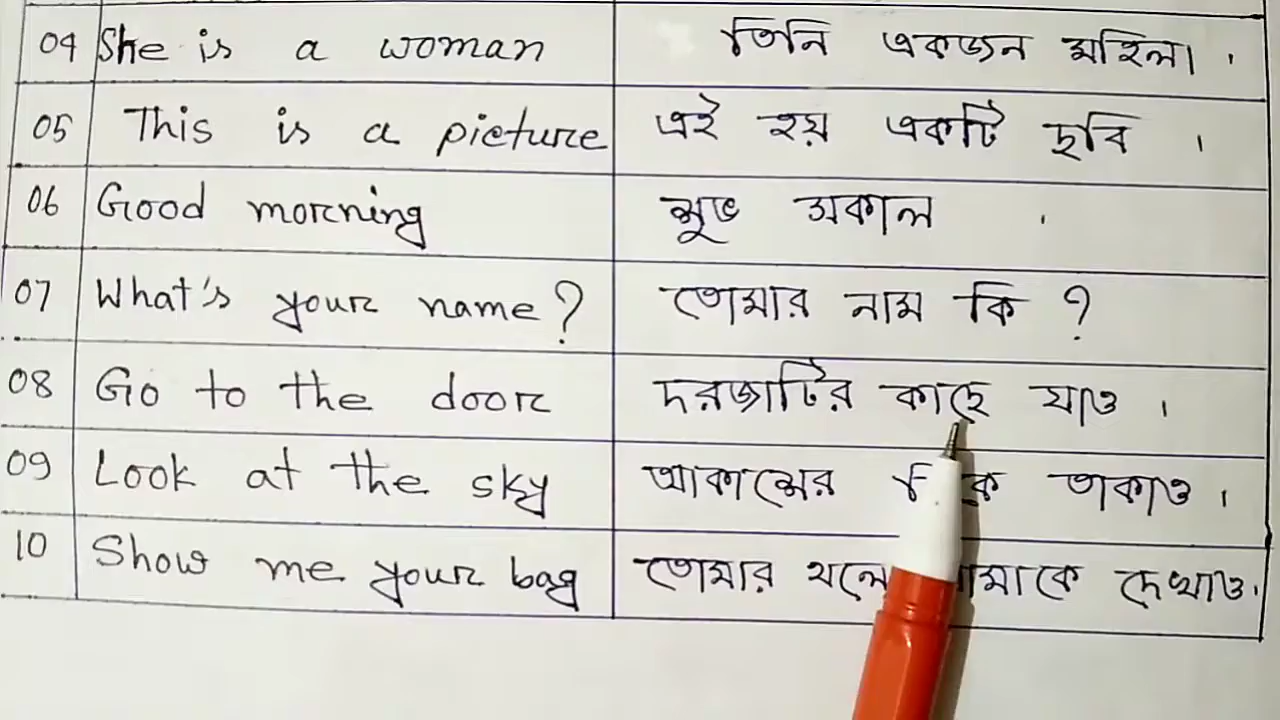 04 She is a woman তিনি একজন মহিলা।
05 This is a picture এই হয় একটি ছবি ।
06 Good morning শুভ সকাল ।
07 What's your name? তোমার নাম কি ?
08 Go to the door দরজাটির কাছে যাও ।
09 Look at the sky আকাশের তাকাও ।
10 Show me your bag তোমার থলে দেখাও।